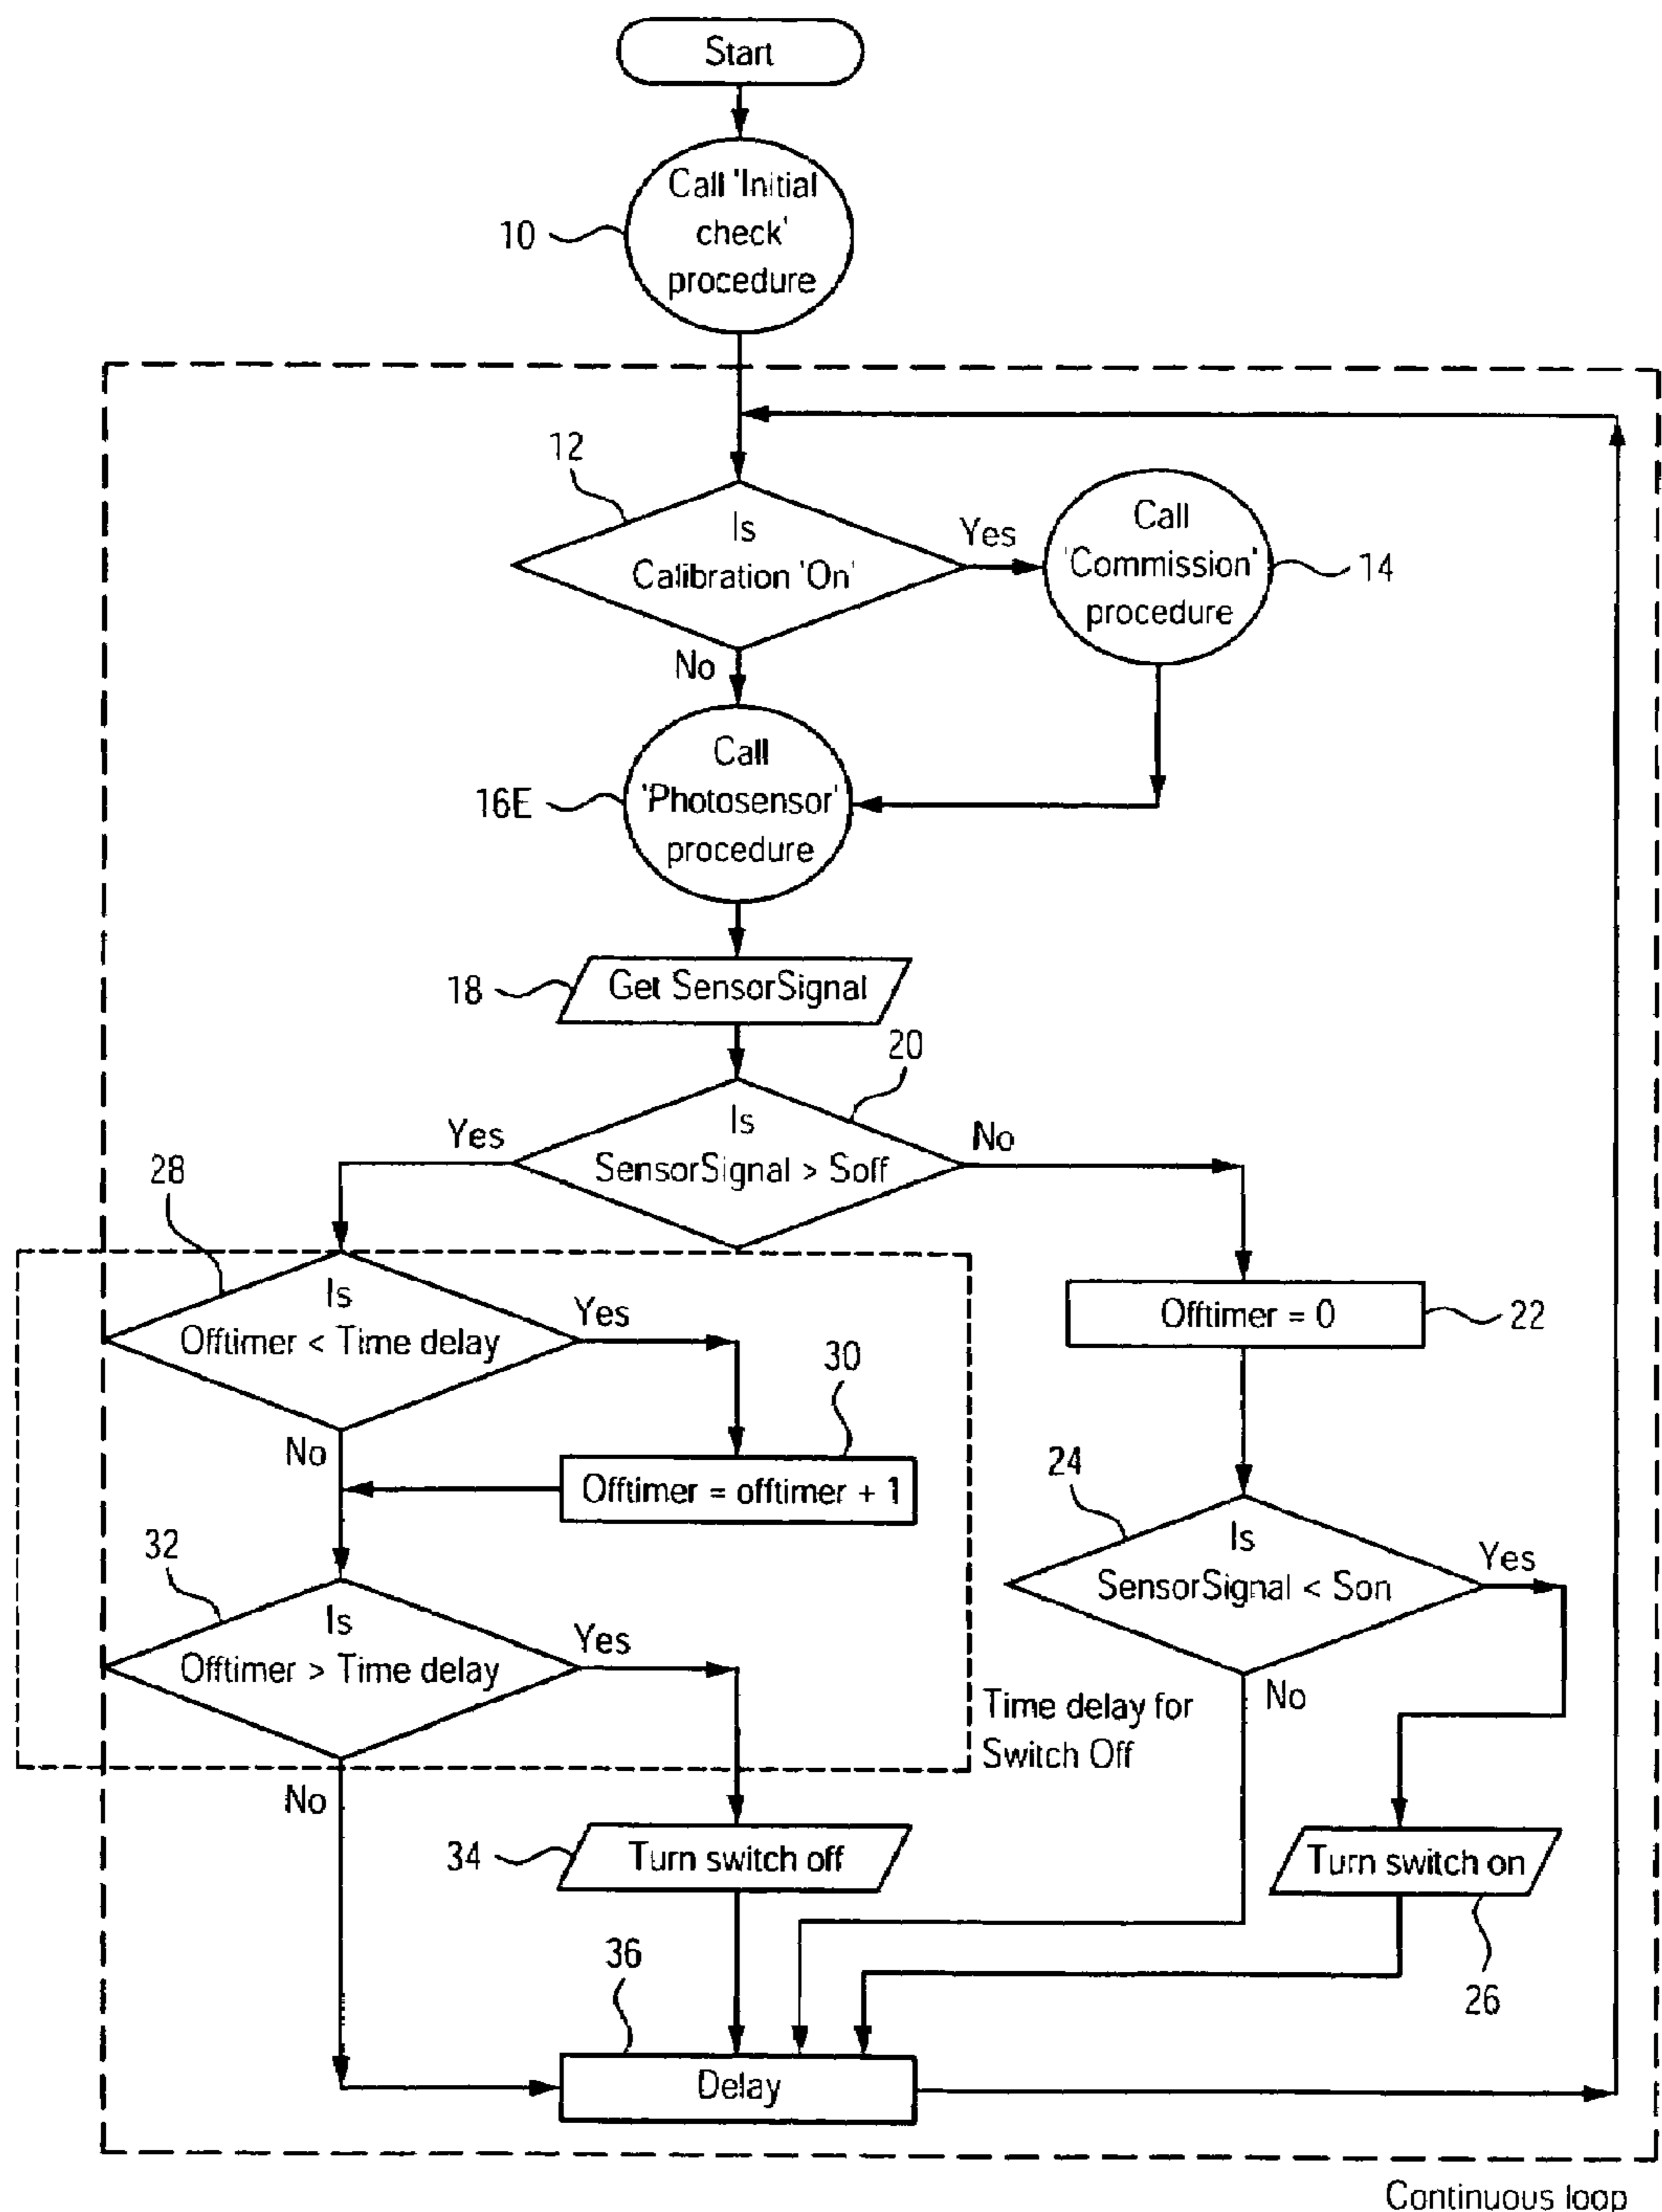 Start
Call 'Initial
check'
procedure
10
12
Is
Calibration 'On'
Yes
Call
'Commission'
procedure
14
No
Call
'Photosensor'
procedure
16E
18
Get SensorSignal
20
Is
SensorSignal > Soff
Yes
No
28
Is
Offtimer < Time delay
Yes
Offtimer = 0
22
30
No
Offtimer = offtimer + 1
24
Is
SensorSignal < Son
Yes
32
Is
Offtimer > Time delay
Yes
No
Time delay for
Switch Off
No
34
Turn switch off
Turn switch on
26
36
Delay
Continuous loop